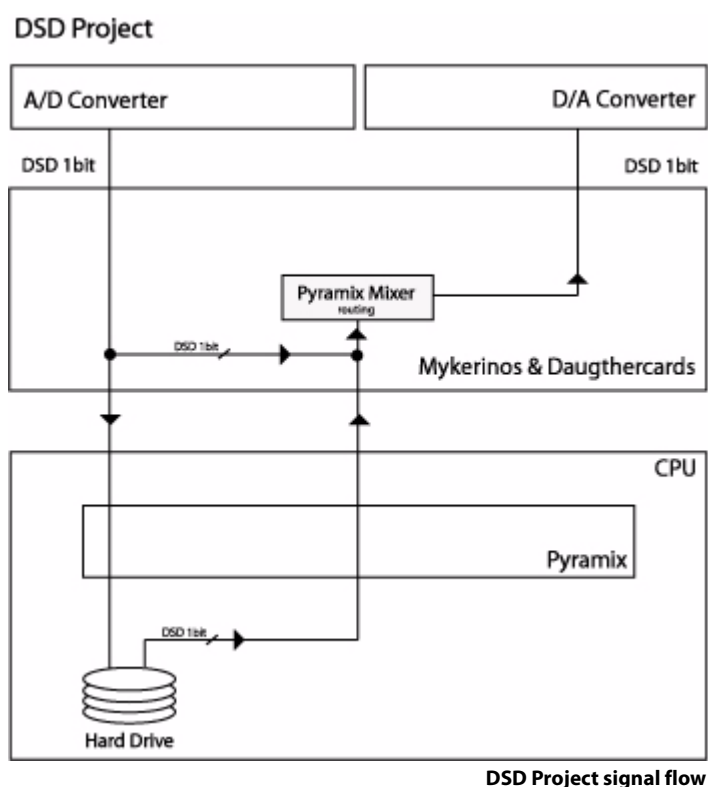 DSD Project
A/D Converter
D/A Converter
DSD 1bit
DSD 1bit
Pyramix Mixer
routing
DSD 1bit
Mykerinos & Daugthercards
CPU
Pyramix
DSD 1bit
Hard Drive
DSD Project signal flow